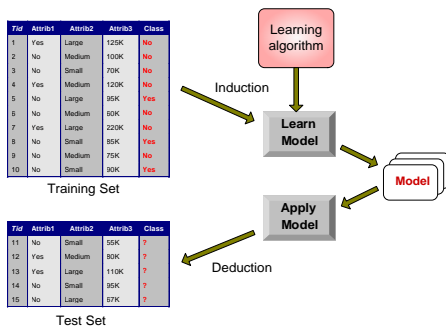 Tid Attrib1 Attrib2 Attrib3 Class
1 Yes Large 125K No
2 No Medium 100K No
3 No Small 70K No
4 Yes Medium 120K No
5 No Large 95K Yes
6 No Medium 60K No
7 Yes Large 220K No
8 No Small 85K Yes
9 No Medium 75K No
10 No Small 90K Yes
Training Set
Learning
algorithm
Induction
Learn
Model
Model
Apply
Model
Deduction
Tid Attrib1 Attrib2 Attrib3 Class
11 No Small 55K ?
12 Yes Medium 80K ?
13 Yes Large 110K ?
14 No Small 95K ?
15 No Large 67K ?
Test Set